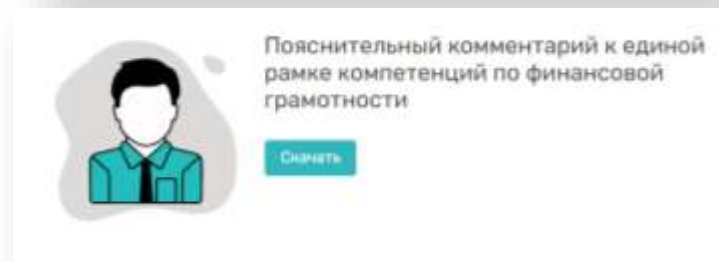 Пояснительный комментарий к единой
рамке компетенций по финансовой
грамотности
Скачать